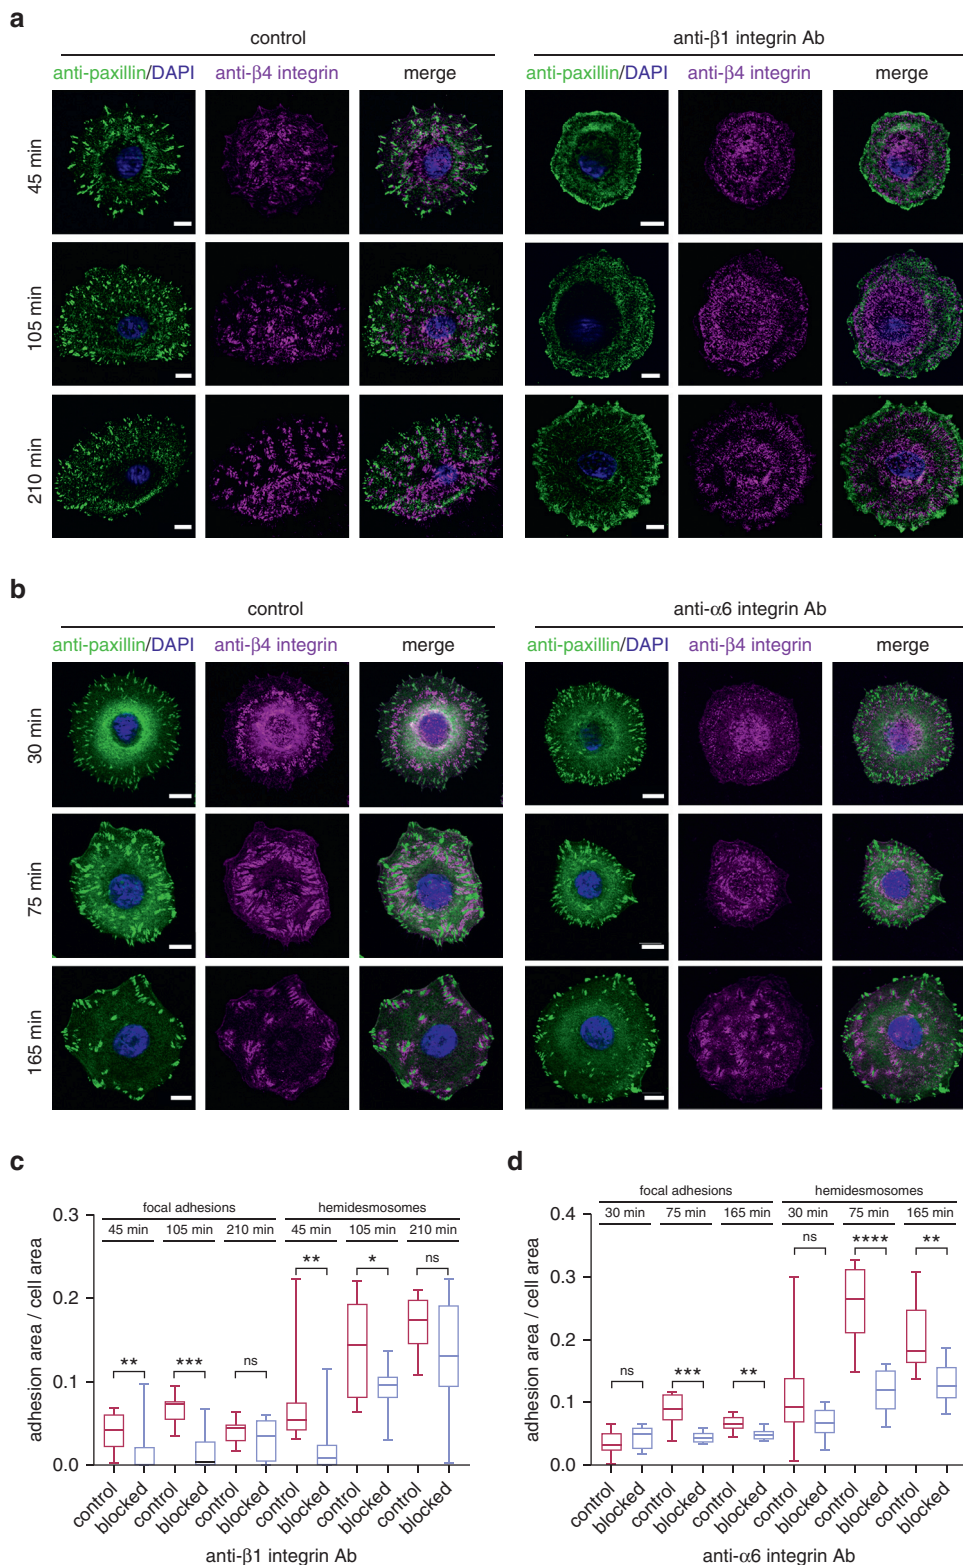 a
control
anti-β1 integrin Ab
anti-paxillin/DAPI anti-β4 integrin merge
anti-paxillin/DAPI anti-β4 integrin merge
45 min
105 min
210 min
b
control
anti-α6 integrin Ab
anti-paxillin/DAPI anti-β4 integrin merge
anti-paxillin/DAPI anti-β4 integrin merge
30 min
75 min
165 min
c
focal adhesions hemidesmosomes
45 min 105 min 210 min 45 min 105 min 210 min
0.3
0.2
0.1
0.0
adhesion area / cell area
** *** ns ** * ns
control blocked control blocked control blocked control blocked control blocked control blocked
anti-β1 integrin Ab
d
focal adhesions hemidesmosomes
30 min 75 min 165 min 30 min 75 min 165 min
0.4
0.3
0.2
0.1
0.0
adhesion area / cell area
ns *** ** ns **** **
control blocked control blocked control blocked control blocked control blocked control blocked
anti-α6 integrin Ab